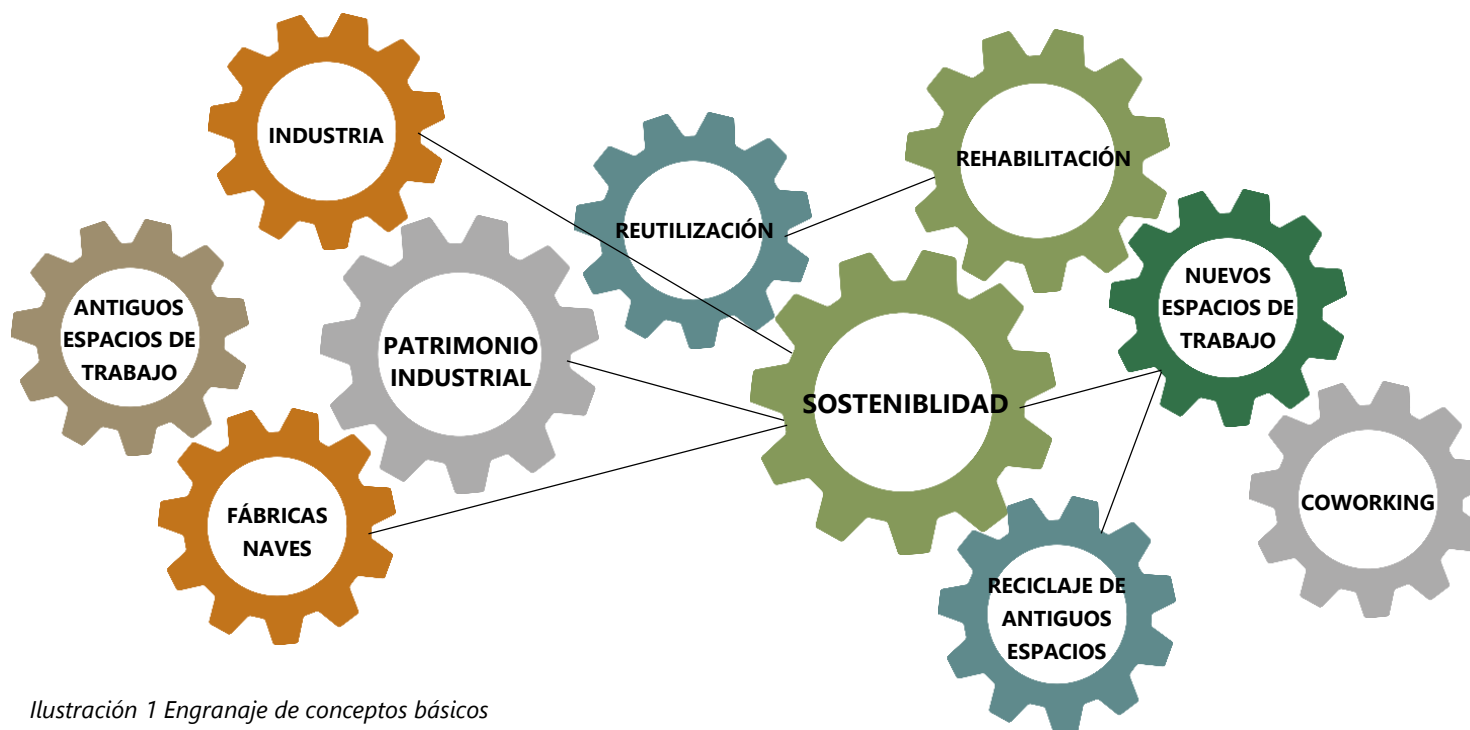 INDUSTRIA
REHABILITACIÓN
REUTILIZACIÓN
ANTIGUOS
ESPACIOS DE
TRABAJO
PATRIMONIO
INDUSTRIAL
NUEVOS
ESPACIOS DE
TRABAJO
SOSTENIBLIDAD
FÁBRICAS
NAVES
COWORKING
RECICLAJE DE
ANTIGUOS
ESPACIOS
Ilustración 1 Engranaje de conceptos básicos